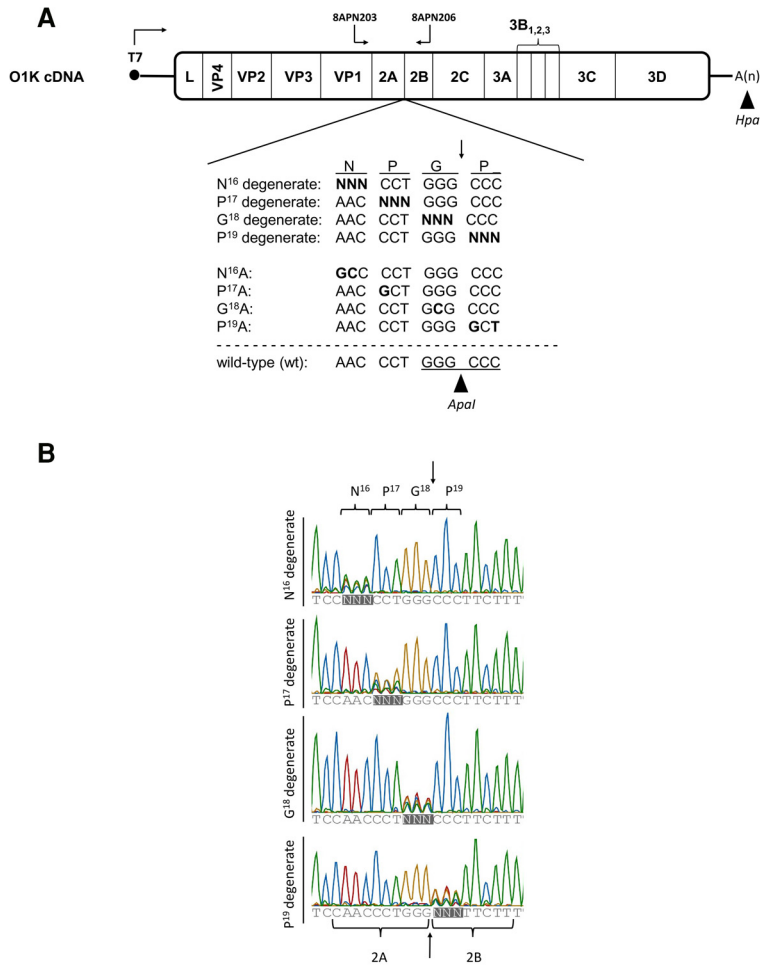 A
8APN203 8APN206
3B1,2,3
T7
O1K cDNA L VP4 VP2 VP3 VP1 2A 2B 2C 3A 3C 3D A(n)
Hpa
N P G P
N16 degenerate: NNN CCT GGG CCC
P17 degenerate: AAC NNN GGG CCC
G18 degenerate: AAC CCT NNN CCC
P19 degenerate: AAC CCT GGG NNN
N16A: GCC CCT GGG CCC
P17A: AAC GCT GGG CCC
G18A: AAC CCT GCG CCC
P19A: AAC CCT GGG GCT
wild-type (wt): AAC CCT GGG CCC
ApaI
B
N16 P17 G18 P19
N16 degenerate
TCCNNNCCTGGGCCCTTCTTT
P17 degenerate
TCCAACNNNGGGCCCTTCTTT
G18 degenerate
TCCAACCCTNNNCCCTTCTTT
P19 degenerate
TCCAACCCTGGGNNNTTCTTT
2A 2B